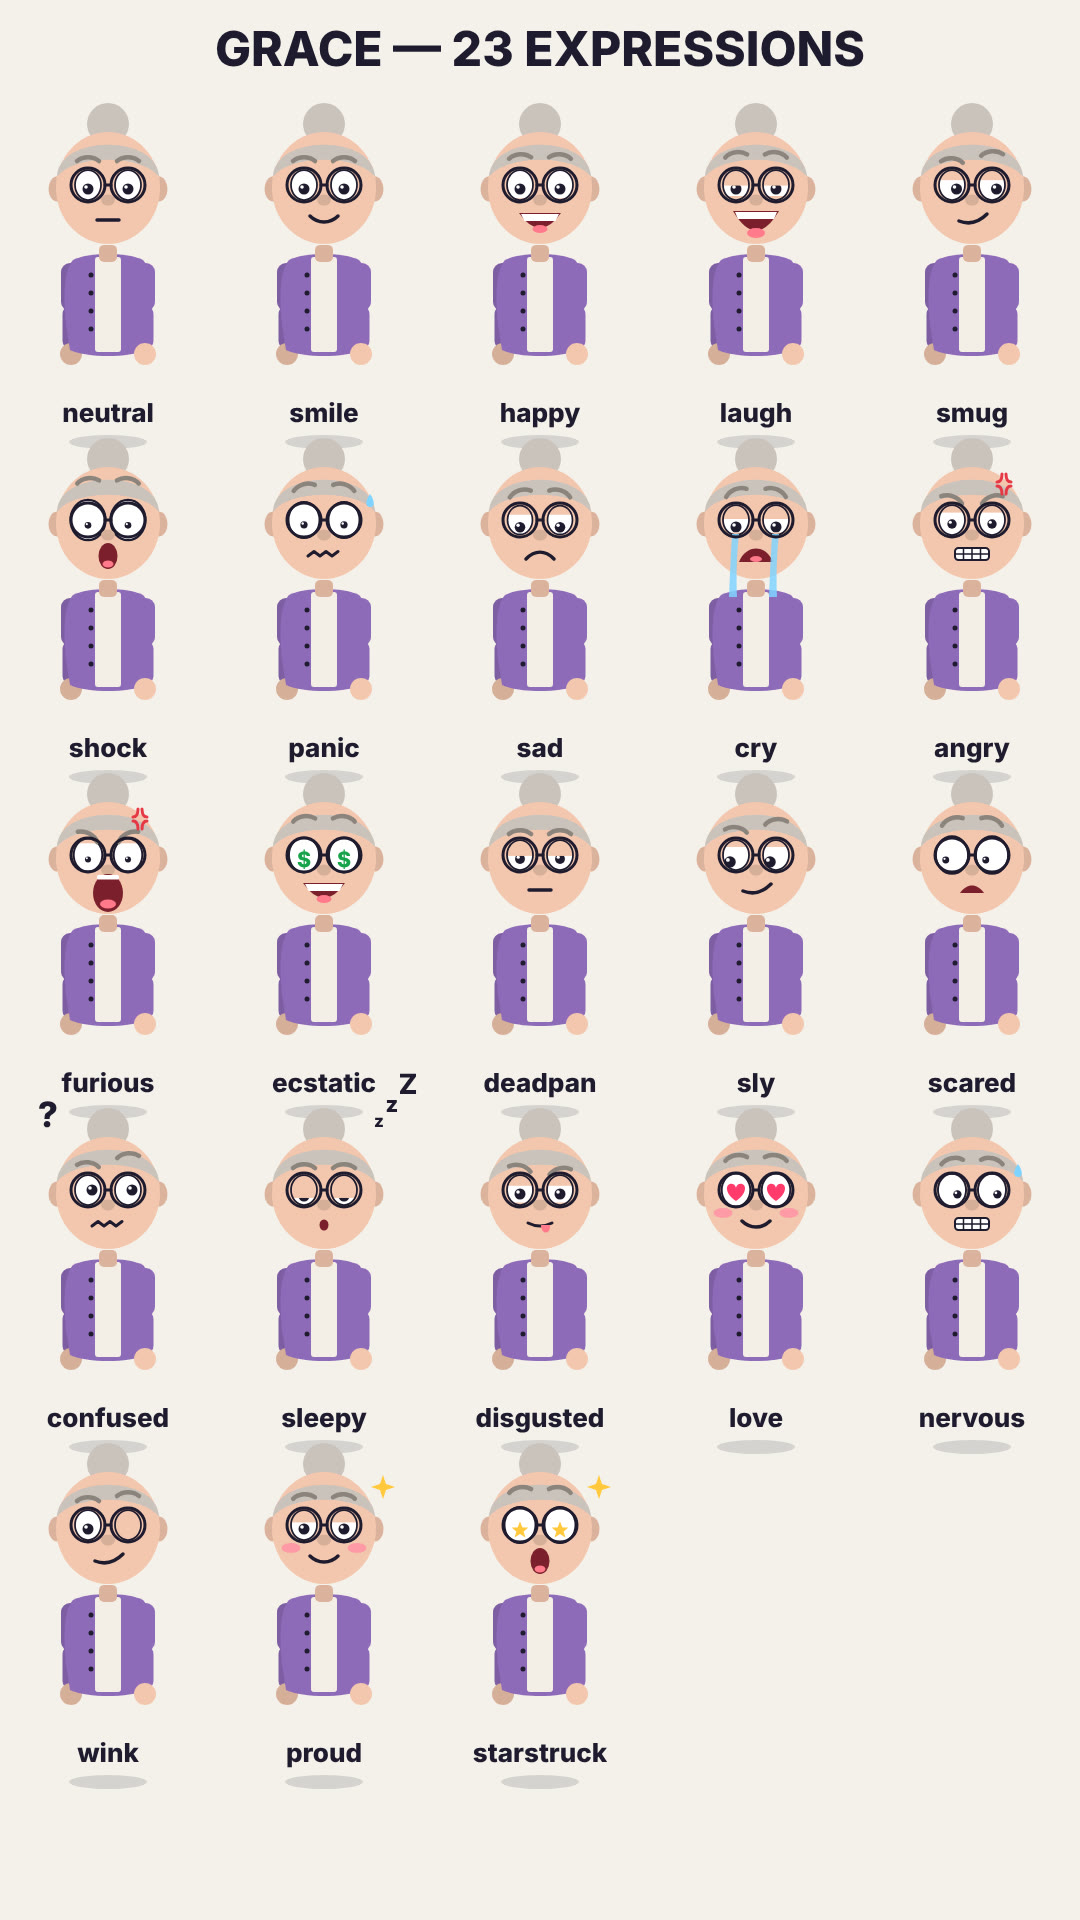 GRACE — 23 EXPRESSIONS
neutral smile happy laugh smug
shock panic sad cry angry
$ $
furious ecstatic deadpan sly scared
? z z Z
confused sleepy disgusted love nervous
wink proud starstruck